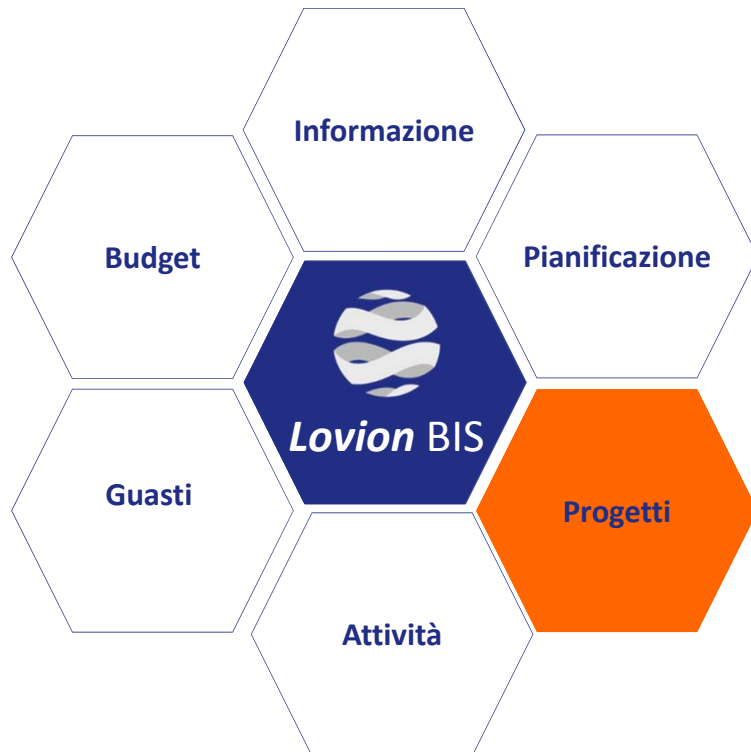 Informazione
Budget
Pianificazione
Lovion BIS
Guasti
Progetti
Attività